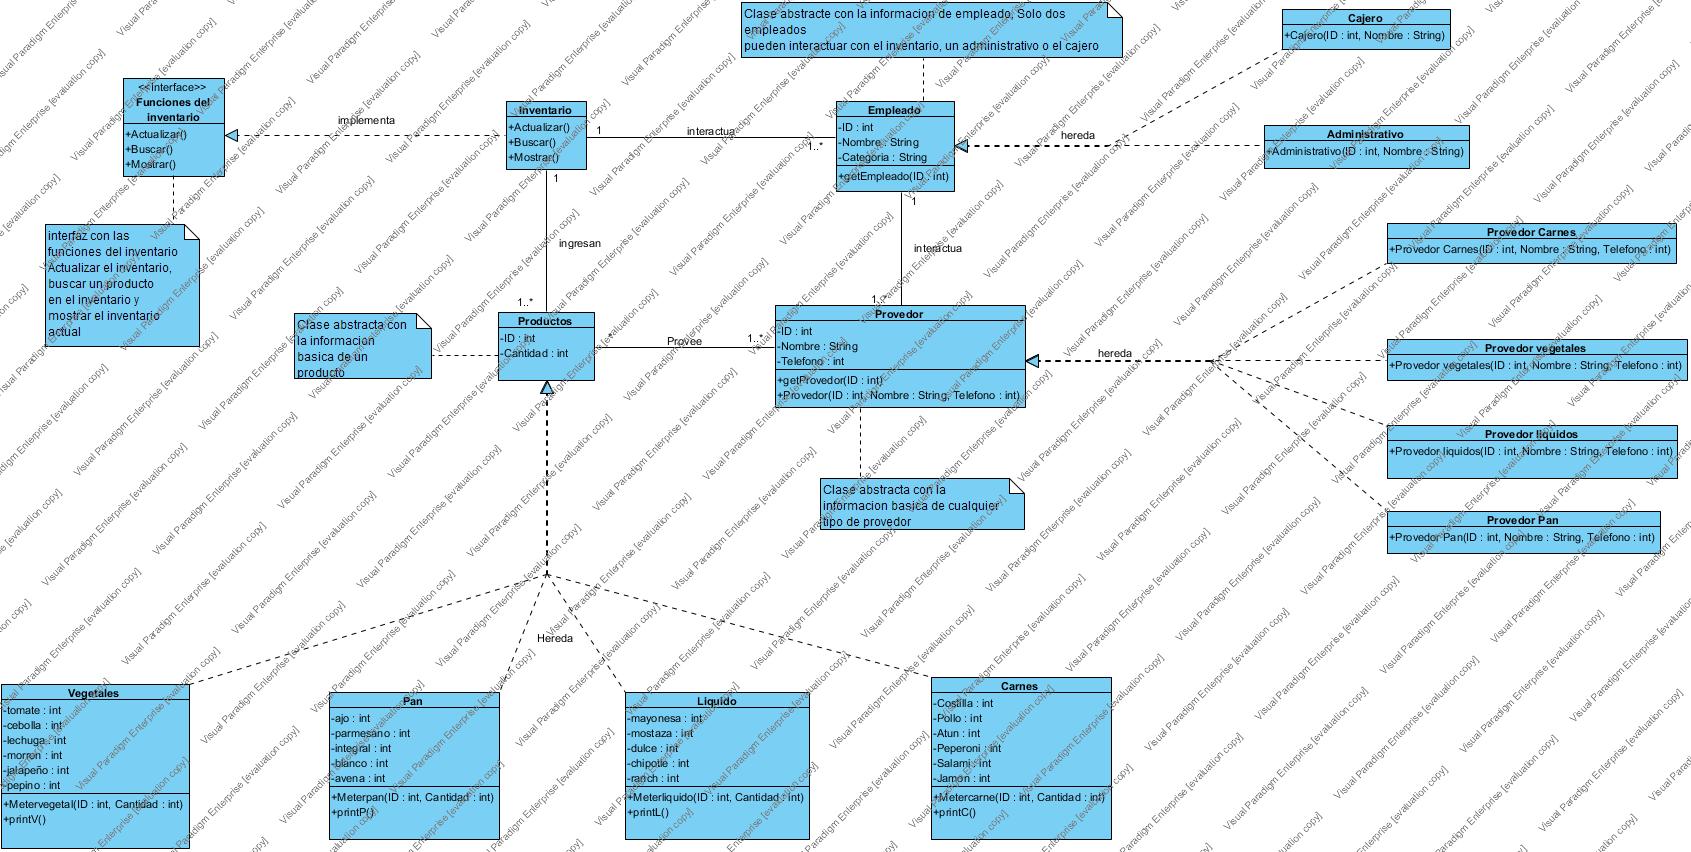 Clase abstracte con la informacion de empleado, Solo dos
empleados
pueden interactuar con el inventario, un administrativo o el cajero
Cajero
+Cajero(ID : int, Nombre : String)
<<Interface>>
Funciones del
inventario
+Actualizar()
+Buscar()
+Mostrar()
implementa
Inventario
+Actualizar()
+Buscar()
+Mostrar()
1
interactua
1..*
Empleado
-ID : int
-Nombre : String
-Categoria : String
+getEmpleado(ID : int)
hereda
Administrativo
+Administrativo(ID : int, Nombre : String)
1
ingresan
1..*
1
interactua
1..*
interfaz con las
funciones del inventario
Actualizar el inventario,
buscar un producto
en el inventario y
mostrar el inventario
actual
Clase abstracta con
la informacion
basica de un
producto
Productos
-ID : int
-Cantidad : int
*
Provee
1..*
Provedor
-ID : int
-Nombre : String
-Telefono : int
+getProvedor(ID : int)
+Provedor(ID : int, Nombre : String, Telefono : int)
hereda
Provedor Carnes
+Provedor Carnes(ID : int, Nombre : String, Telefono : int)
Provedor vegetales
+Provedor vegetales(ID : int, Nombre : String, Telefono : int)
Provedor liquidos
+Provedor liquidos(ID : int, Nombre : String, Telefono : int)
Provedor Pan
+Provedor Pan(ID : int, Nombre : String, Telefono : int)
Clase abstracta con la
informacion basica de cualquier
tipo de provedor
Hereda
Vegetales
-tomate : int
-cebolla : int
-lechuga : int
-morron : int
-jalapeño : int
-pepino : int
+Metervegetal(ID : int, Cantidad : int)
+printV()
Pan
-ajo : int
-parmesano : int
-integral : int
-blanco : int
-avena : int
+Meterpan(ID : int, Cantidad : int)
+printP()
Liquido
-mayonesa : int
-mostaza : int
-dulce : int
-chipotle : int
-ranch : int
+Meterliquido(ID : int, Cantidad : int)
+printL()
Carnes
-Costilla : int
-Pollo : int
-Atun : int
-Peperoni : int
-Salami : int
-Jamon : int
+Metercarne(ID : int, Cantidad : int)
+printC()
Visual Paradigm Enterprise [evaluation copy]